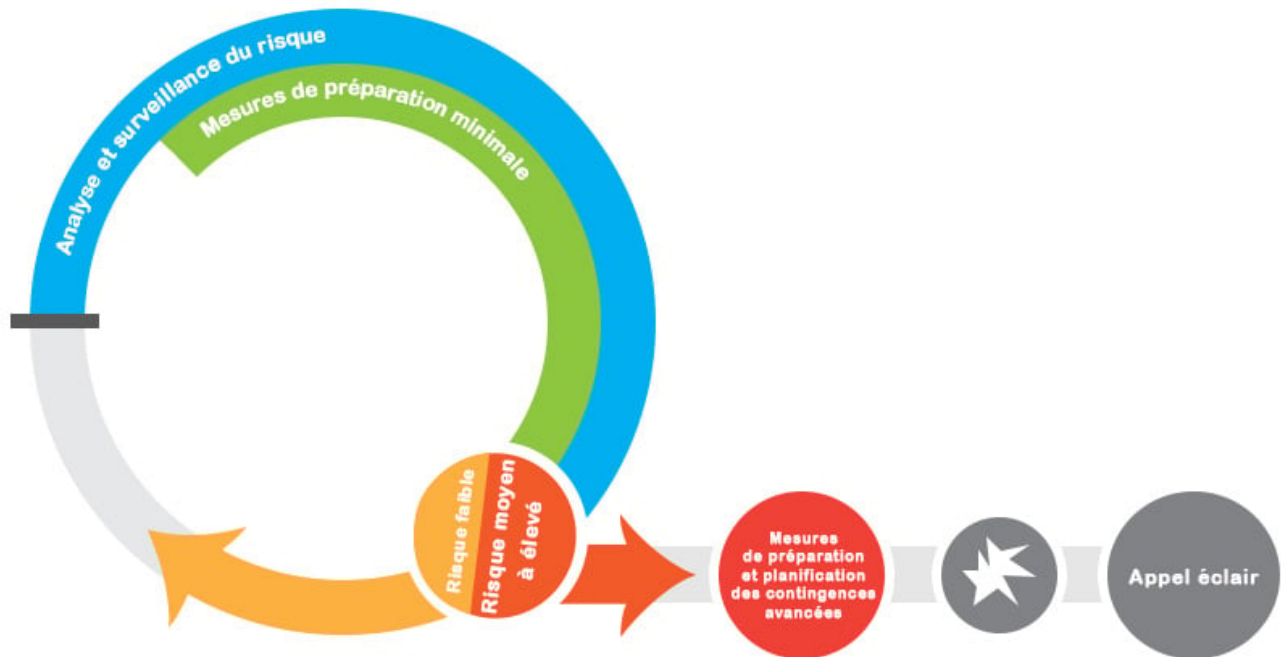 Analyse et surveillance du risque
Mesures de préparation minimale
Risque faible
Risque moyen
à élevé
Mesures
de préparation
et planification
des contingences
avancées
Appel éclair